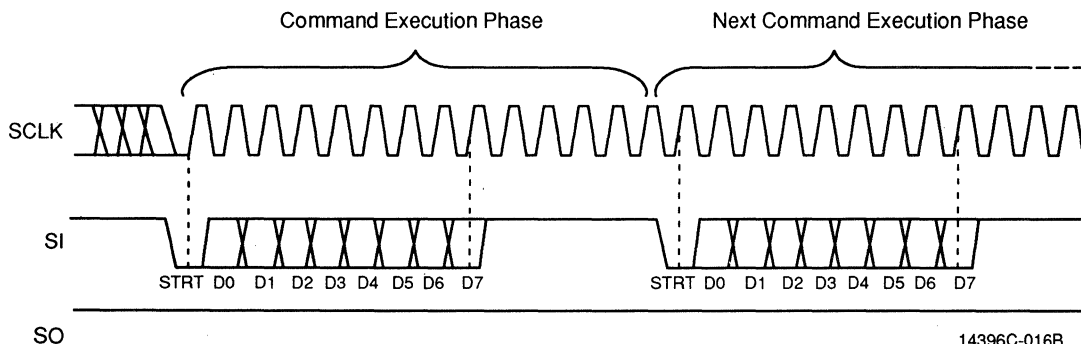 Command Execution Phase
Next Command Execution Phase
SCLK
SI
STRT D0 D1 D2 D3 D4 D5 D6 D7
STRT D0 D1 D2 D3 D4 D5 D6 D7
SO
14396C-016B